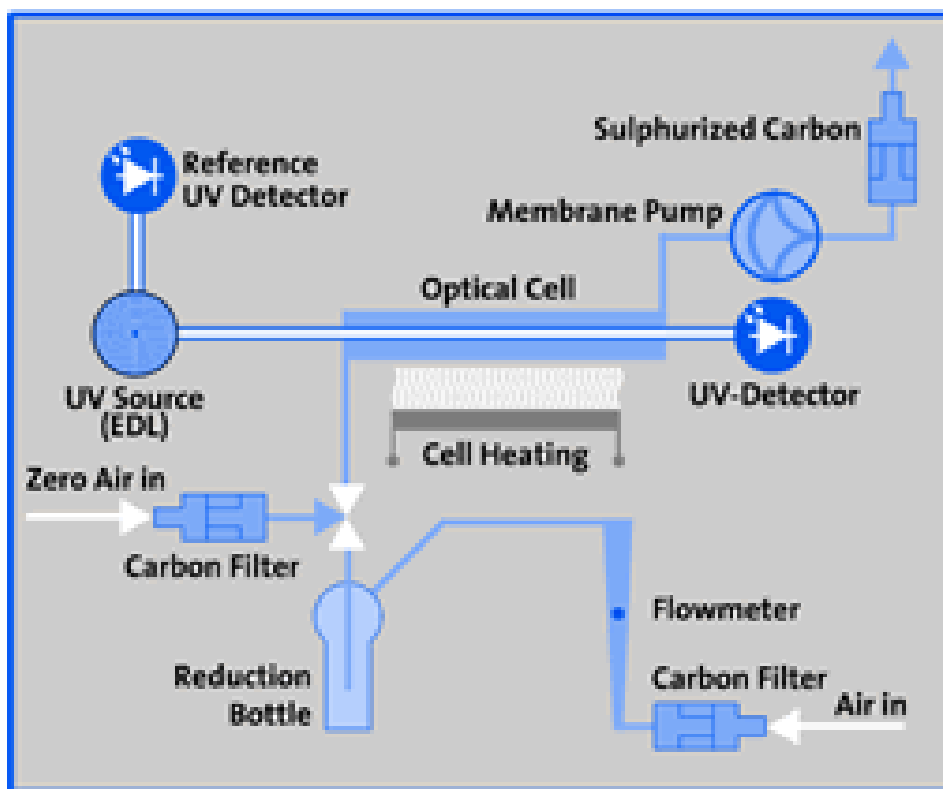 Sulphurized Carbon
Reference
UV Detector
Membrane Pump
Optical Cell
UV Source
(EDL)
UV-Detector
Cell Heating
Zero Air in
Carbon Filter
Flowmeter
Reduction
Bottle
Carbon Filter
Air in